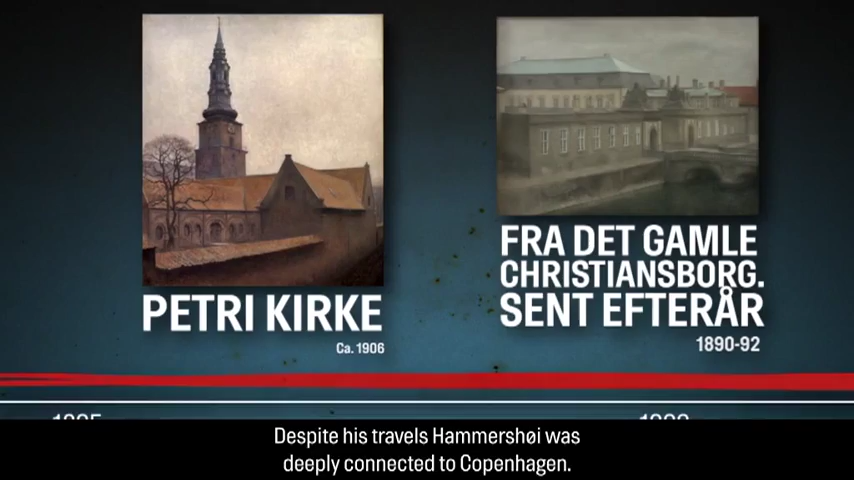 PETRI KIRKE
Ca. 1906
FRA DET GAMLE
CHRISTIANSBORG.
SENT EFTERÅR
1890-92
Despite his travels Hammershøi was
deeply connected to Copenhagen.